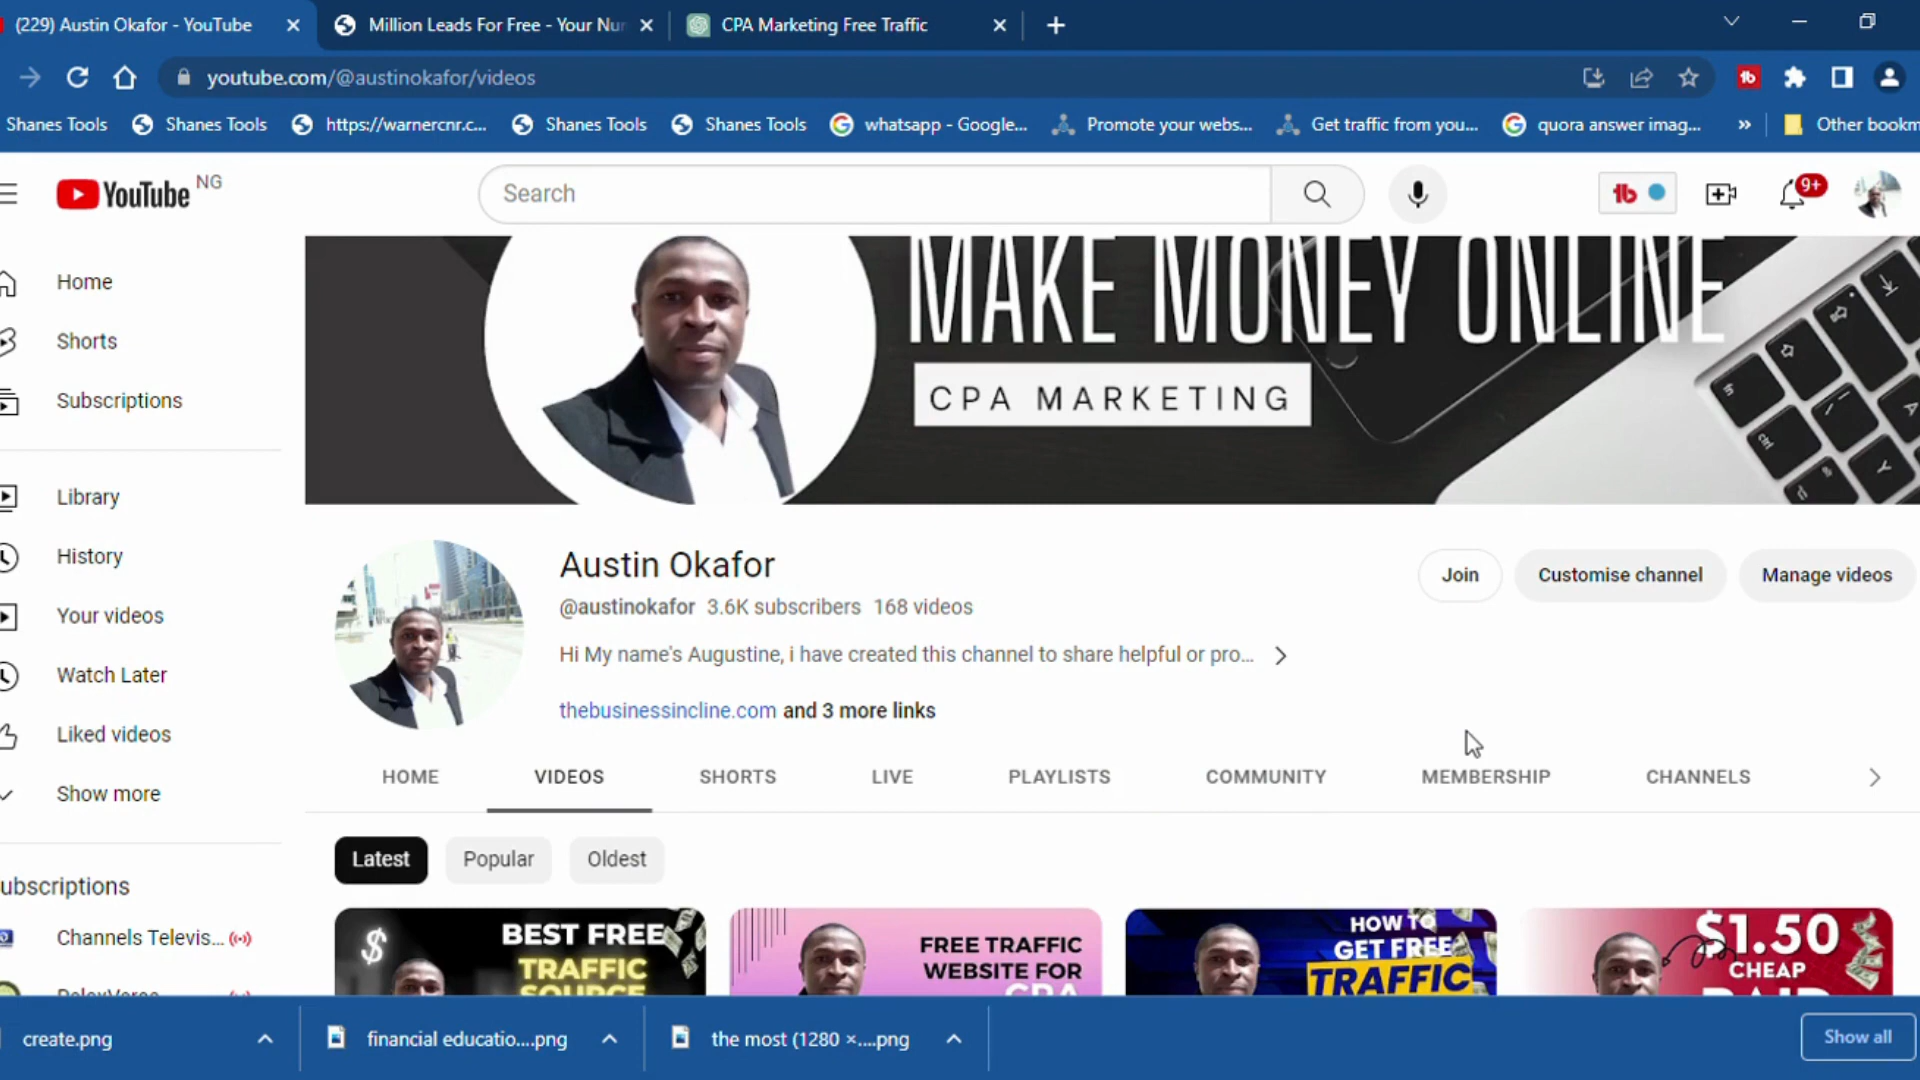 (229) Austin Okafor - YouTube
Million Leads For Free - Your Nur
CPA Marketing Free Traffic
youtube.com/@austinokafor/videos
Shanes Tools
Shanes Tools
https://warnercnr.c...
Shanes Tools
Shanes Tools
whatsapp - Google...
Promote your webs...
Get traffic from you...
quora answer imag...
Other bookm
YouTube NG
Search
9+
Home
Shorts
Subscriptions
Library
History
Your videos
Watch Later
Liked videos
Show more
ubscriptions
Channels Televis...
MAKE MONEY ONLINE
CPA MARKETING
Austin Okafor
@austinokafor 3.6K subscribers 168 videos
Hi My name's Augustine, i have created this channel to share helpful or pro...
thebusinessincline.com and 3 more links
Join
Customise channel
Manage videos
HOME
VIDEOS
SHORTS
LIVE
PLAYLISTS
COMMUNITY
MEMBERSHIP
CHANNELS
Latest
Popular
Oldest
BEST FREE
TRAFFIC
SOURCE
FREE TRAFFIC
WEBSITE FOR
CPA
HOW TO
GET FREE
TRAFFIC
$1.50
CHEAP
PAID
create.png
financial educatio....png
the most (1280 ×....png
Show all